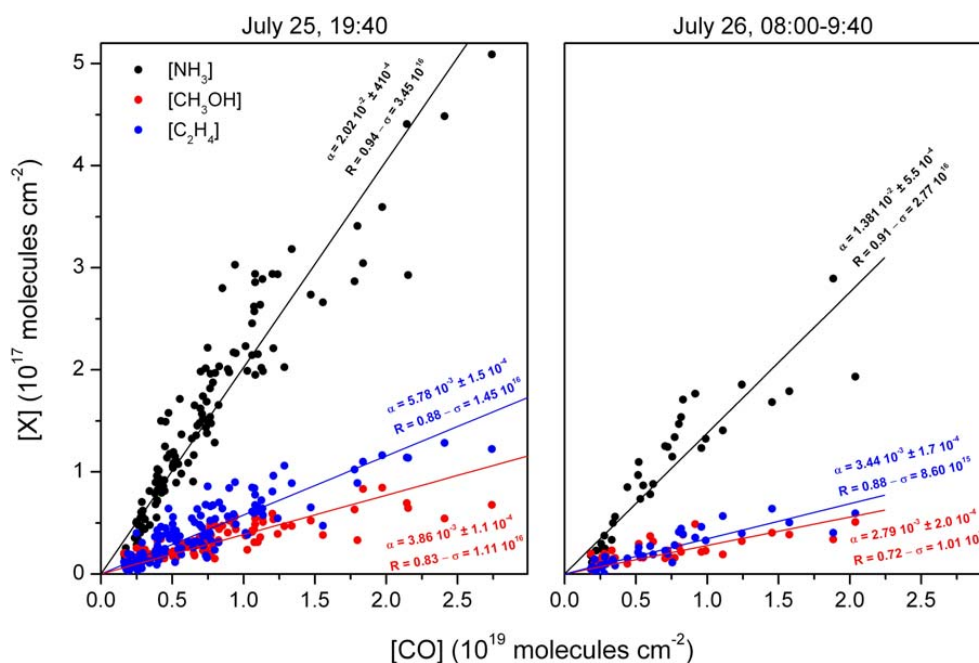 July 25, 19:40
July 26, 08:00-9:40
[NH₃]
[CH₃OH]
[C₂H₄]
α = 2.02 10⁻² ± 410⁻⁴
R = 0.94 – σ = 3.45 10¹⁶
α = 5.78 10⁻³ ± 1.5 10⁻⁴
R = 0.88 – σ = 1.45 10¹⁶
α = 3.86 10⁻³ ± 1.1 10⁻⁴
R = 0.83 – σ = 1.11 10¹⁶
α = 1.381 10⁻² ± 5.5 10⁻⁴
R = 0.91 – σ = 2.77 10¹⁶
α = 3.44 10⁻³ ± 1.7 10⁻⁴
R = 0.88 – σ = 8.60 10¹⁵
α = 2.79 10⁻³ ± 2.0 10⁻⁴
R = 0.72 – σ = 1.01 10
[X] (10¹⁷ molecules cm⁻²)
5
4
3
2
1
0
0.0 0.5 1.0 1.5 2.0 2.5
0.0 0.5 1.0 1.5 2.0 2.5
[CO] (10¹⁹ molecules cm⁻²)